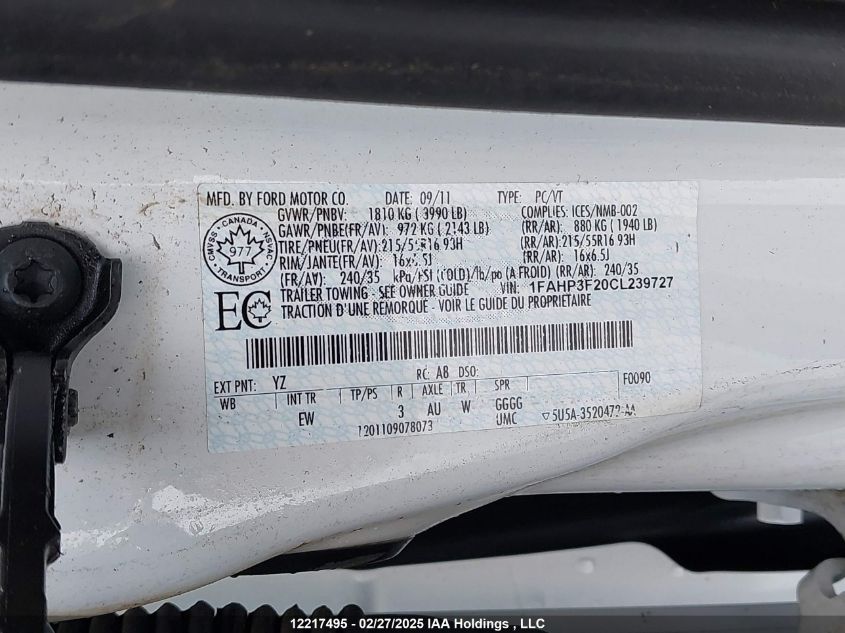 MFD. BY FORD MOTOR CO. DATE: 09/11 TYPE: PC/VT
GVWR/PNBV: 1810 KG ( 3990 LB) COMPLIES: ICES/NMB-002
GAWR/PNBE(FR/AV): 972 KG ( 2143 LB) (RR/AR): 880 KG ( 1940 LB)
TIRE/PNEU(FR/AV):215/55R16 93H (RR/AR):215/55R16 93H
RIM/JANTE(FR/AV): 16x6.5J (RR/AR): 16x6.5J
(FR/AV): 240/35 kPa/PSI (COLD)/lb/po (A FROID) (RR/AR): 240/35
TRAILER TOWING - SEE OWNER GUIDE VIN: 1FAHP3F20CL239727
TRACTION D'UNE REMORQUE - VOIR LE GUIDE DU PROPRIETAIRE
CANADA
CMVSS NSVAC
977
TRANSPORT
EC
RC: AB DSO:
EXT PNT: YZ F0090
WB INT TR TP/PS R AXLE TR SPR
EW 3 AU W GGGG
1201109078073 UMC 5U5A-3520472-AA
12217495 - 02/27/2025 IAA Holdings , LLC